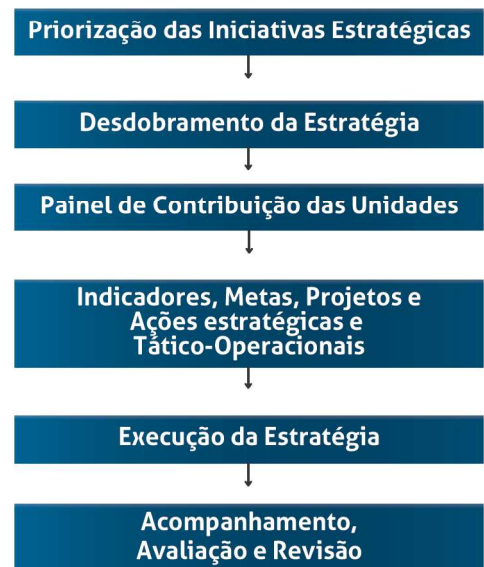 Priorização das Iniciativas Estratégicas
Desdobramento da Estratégia
Painel de Contribuição das Unidades
Indicadores, Metas, Projetos e
Ações estratégicas e
Tático-Operacionais
Execução da Estratégia
Acompanhamento,
Avaliação e Revisão